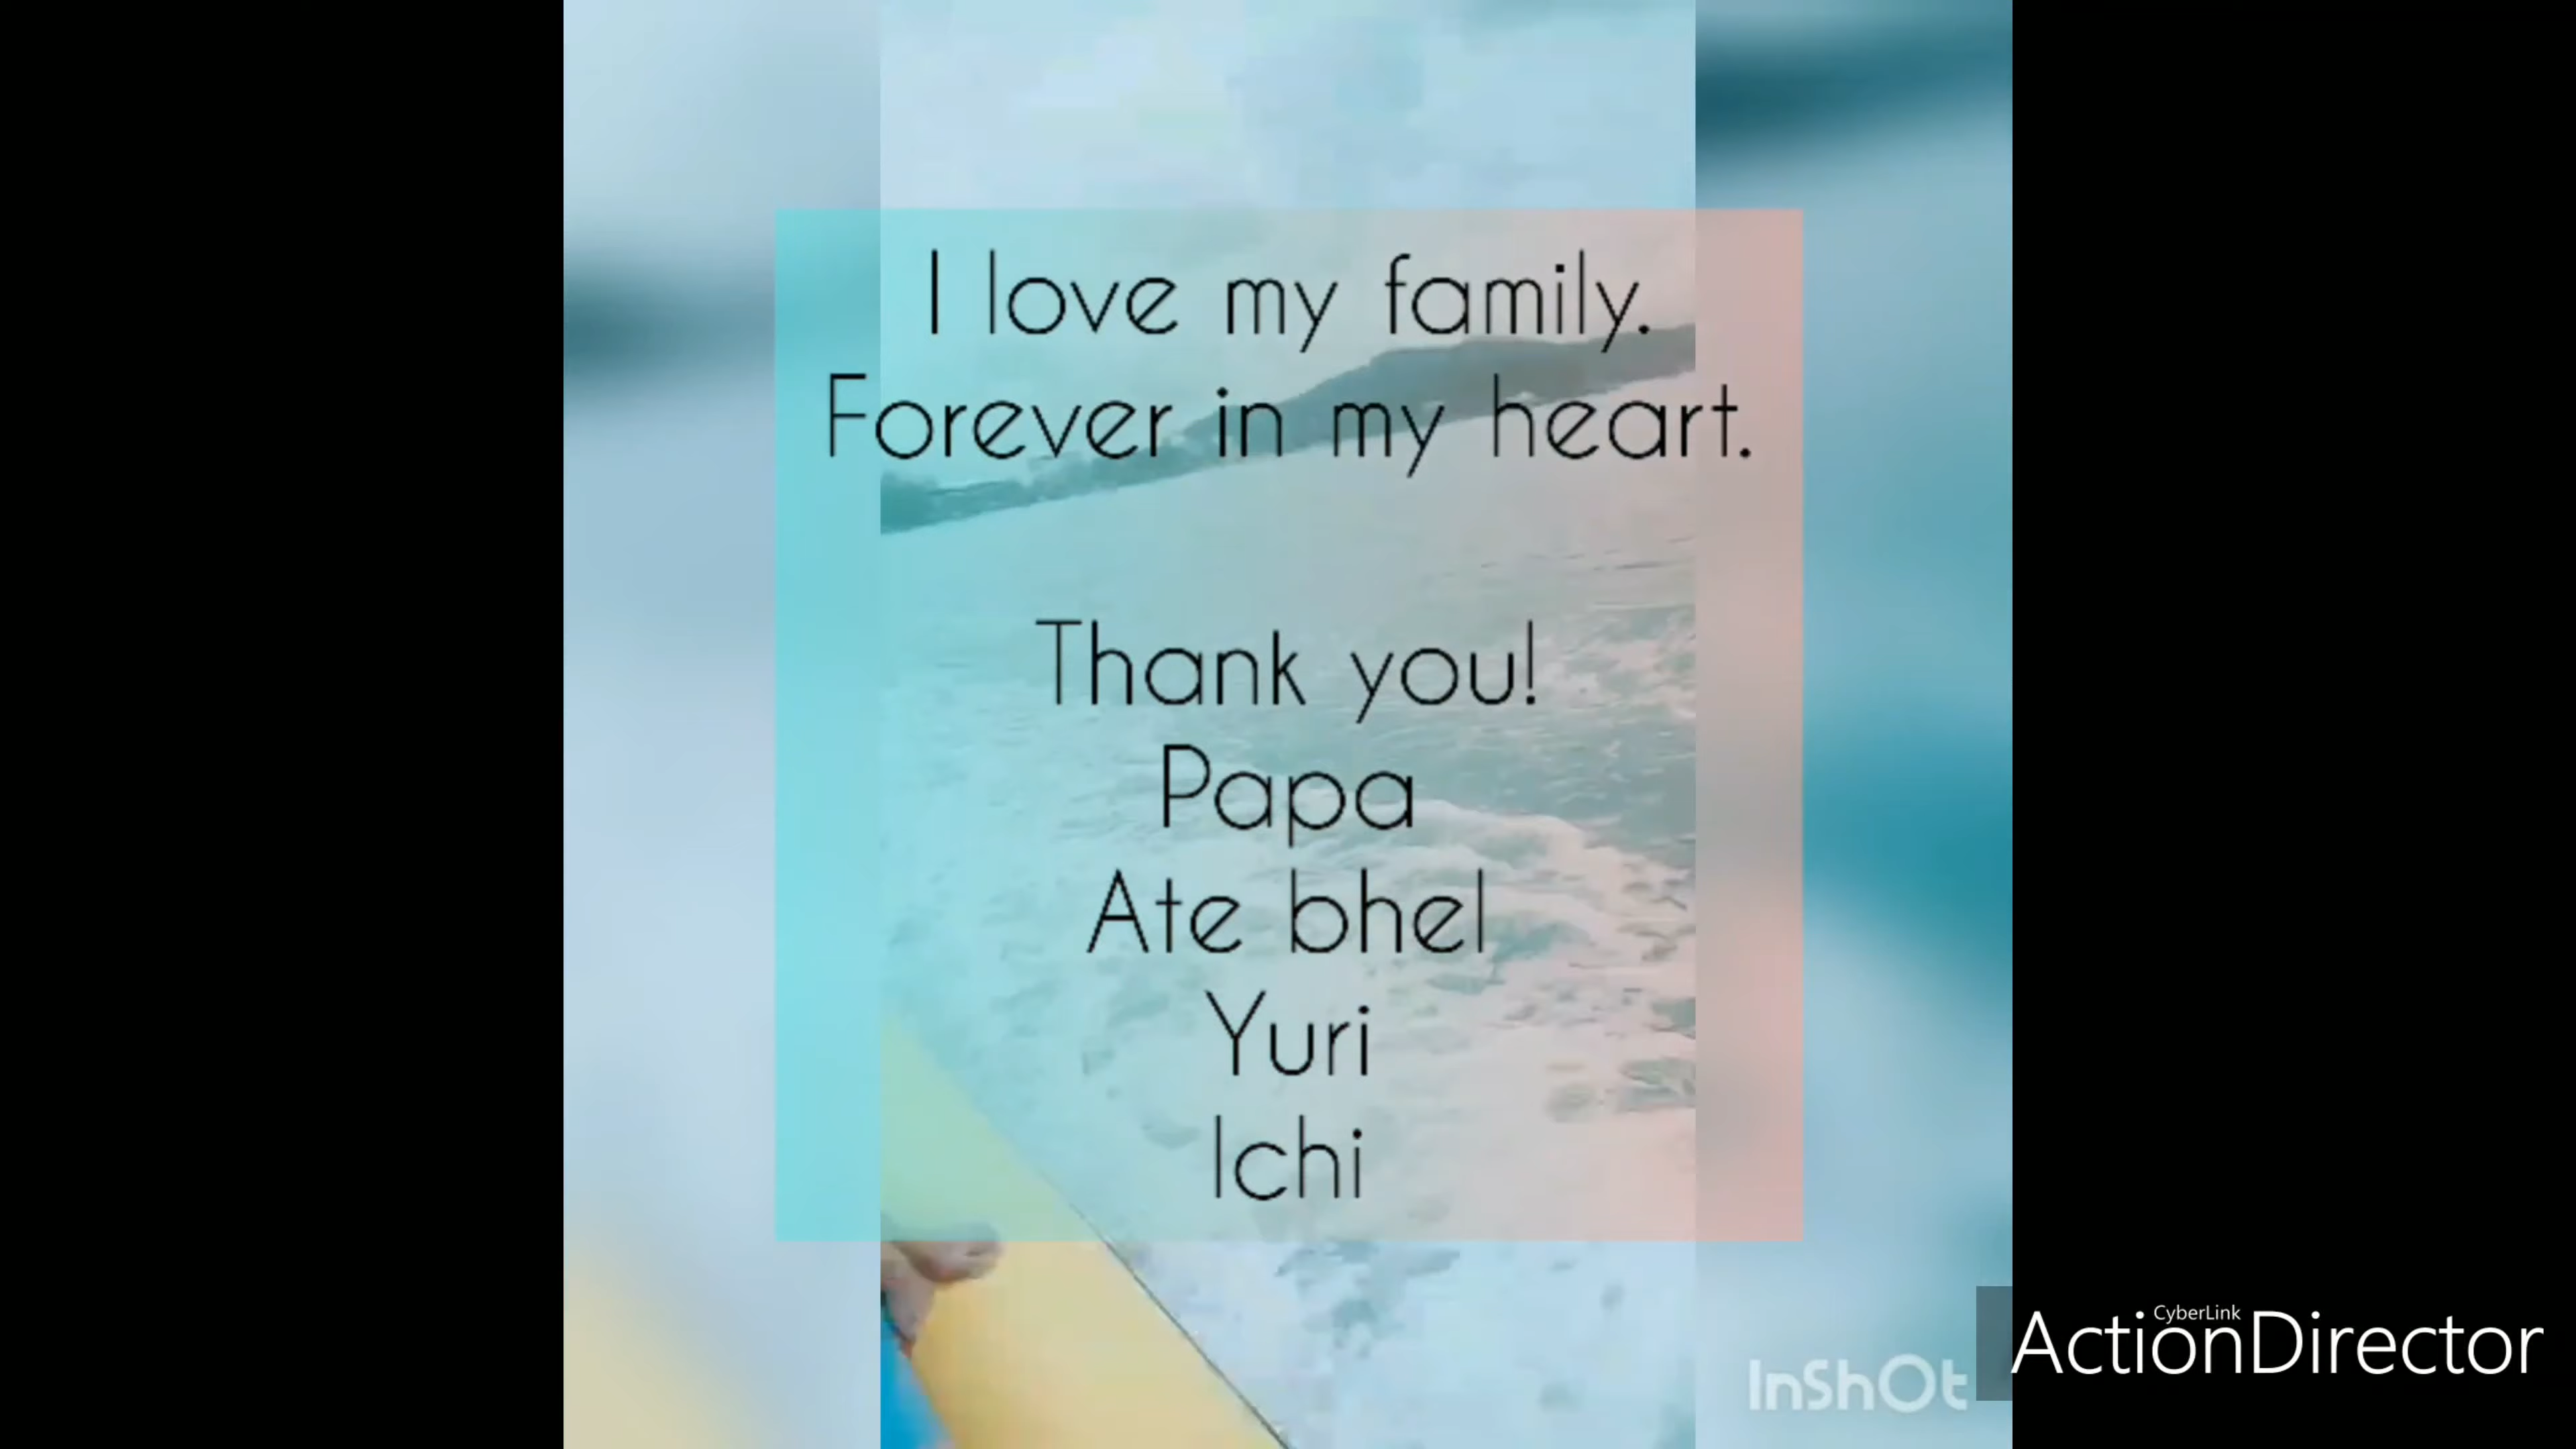 I love my family.
Forever in my heart.
Thank you!
Papa
Ate bhel
Yuri
Ichi
InShOt
CyberLink
ActionDirector